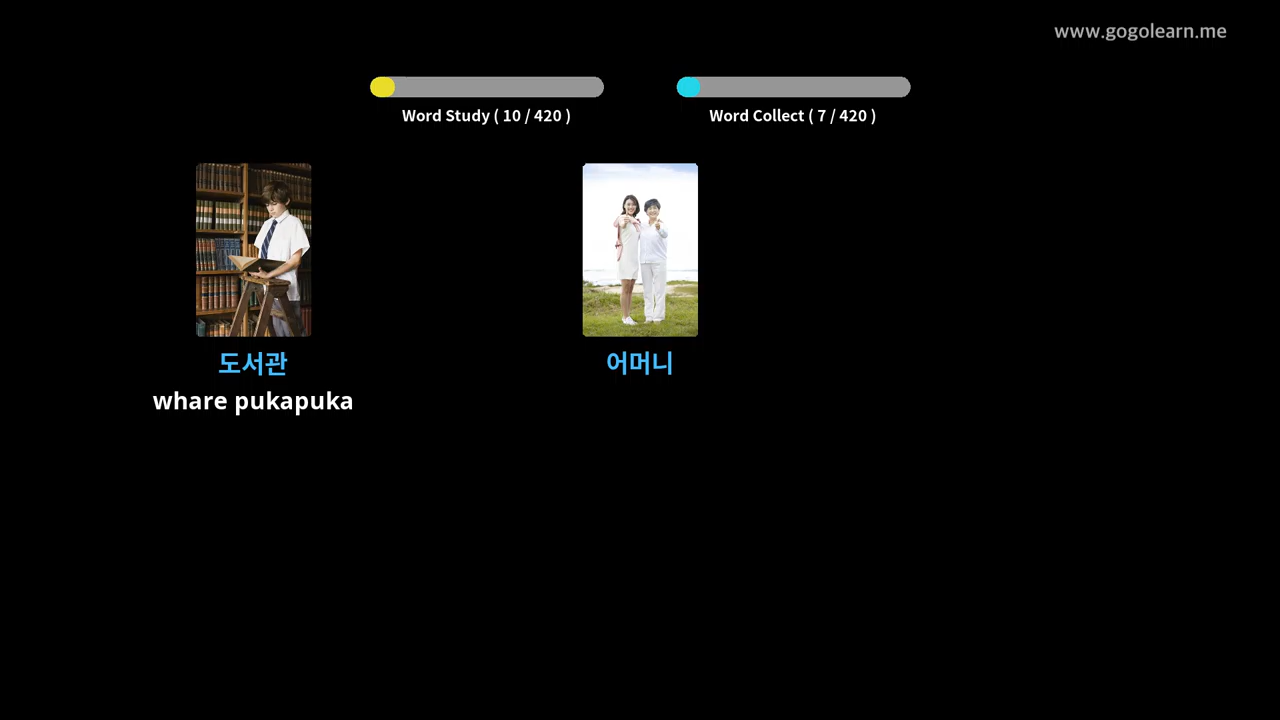 www.gogolearn.me
Word Study ( 10 / 420 )
Word Collect ( 7 / 420 )
도서관
어머니
whare pukapuka